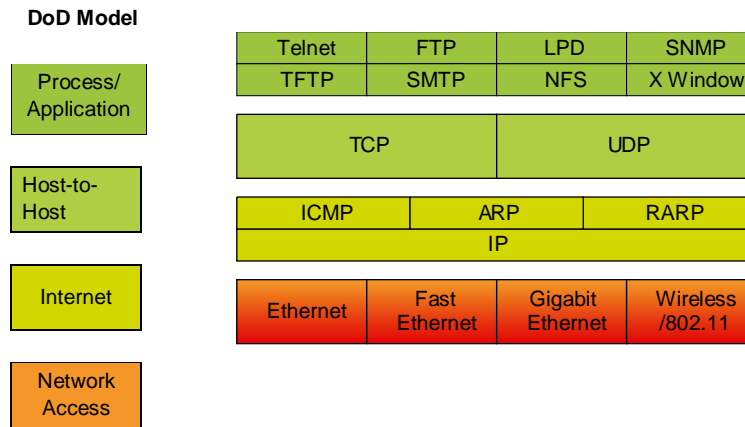 DoD Model
Process/
Application
Host-to-
Host
Internet
Network
Access
Telnet FTP LPD SNMP
TFTP SMTP NFS X Window
TCP UDP
ICMP ARP RARP
IP
Ethernet Fast Ethernet Gigabit Ethernet Wireless /802.11